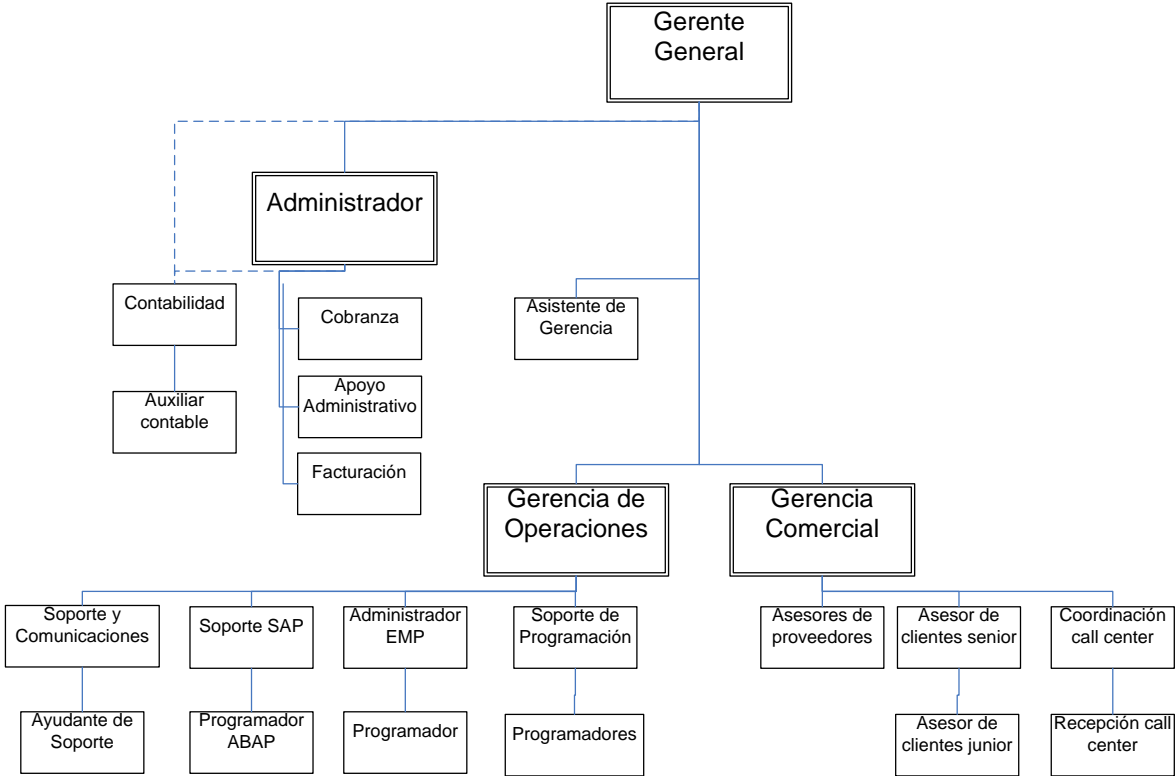 Gerente
General
Administrador
Contabilidad
Cobranza
Asistente de
Gerencia
Auxiliar
contable
Apoyo
Administrativo
Facturación
Gerencia de
Operaciones
Gerencia
Comercial
Soporte y
Comunicaciones
Soporte SAP
Administrador
EMP
Soporte de
Programación
Asesores de
proveedores
Asesor de
clientes senior
Coordinación
call center
Ayudante de
Soporte
Programador
ABAP
Programador
Programadores
Asesor de
clientes junior
Recepción call
center